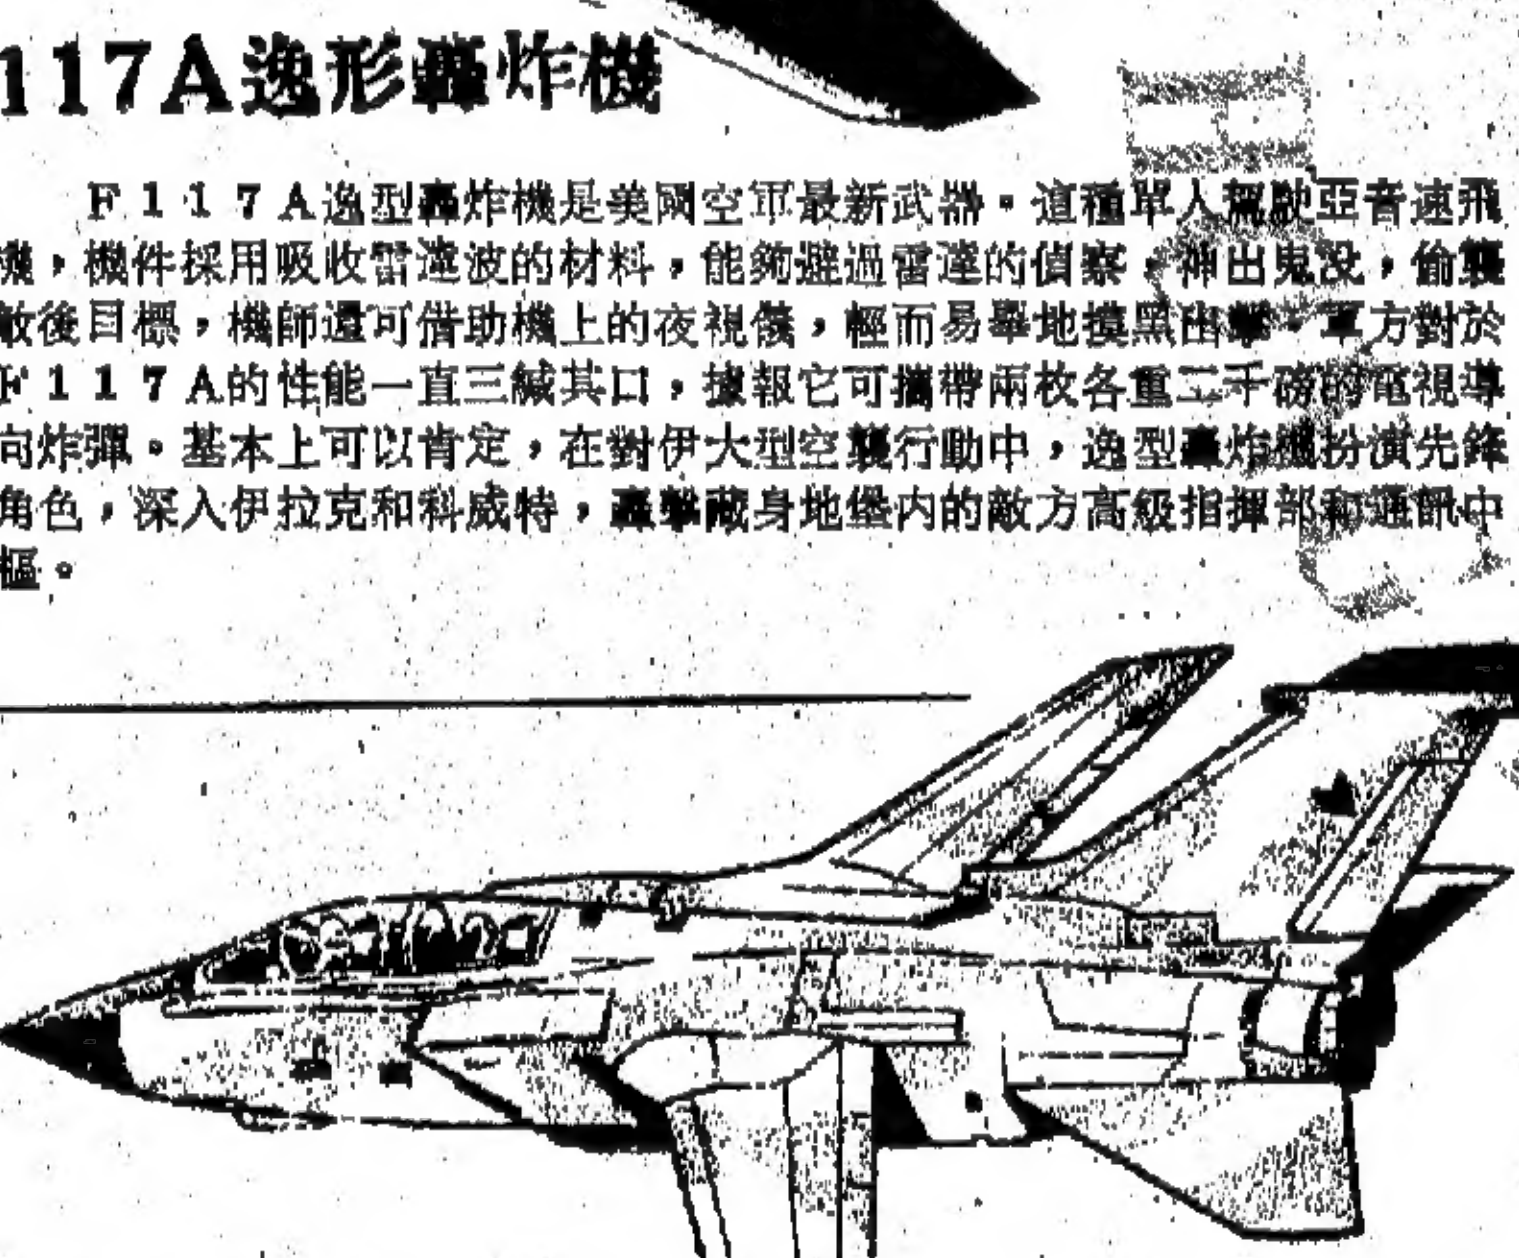 117A逸形轟炸機
F117A逸型轟炸機是美國空軍最新武器。這種單人駕駛亞音速飛
機，機件採用吸收雷達波的材料，能夠避過雷達的偵察，神出鬼没，偷襲
敵後目標，機師還可借助機上的夜視儀，輕而易舉地摸黑出擊。軍方對於
F117A的性能一直三緘其口，據報它可攜帶兩枚各重二千磅的電視導
向炸彈。基本上可以肯定，在對伊大型空襲行動中，逸型轟炸機扮演先鋒
角色，深入伊拉克和科威特，轟擊藏身地堡内的敵方高級指揮部和通訊中
樞。